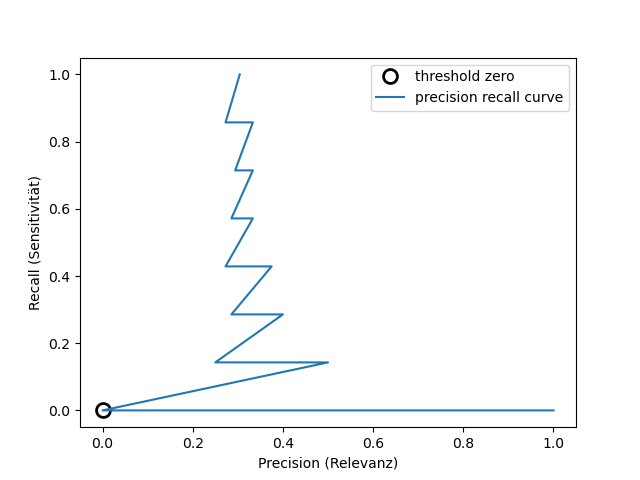 threshold zero
precision recall curve
1.0
0.8
0.6
0.4
0.2
0.0
Recall (Sensitivität)
0.0 0.2 0.4 0.6 0.8 1.0
Precision (Relevanz)